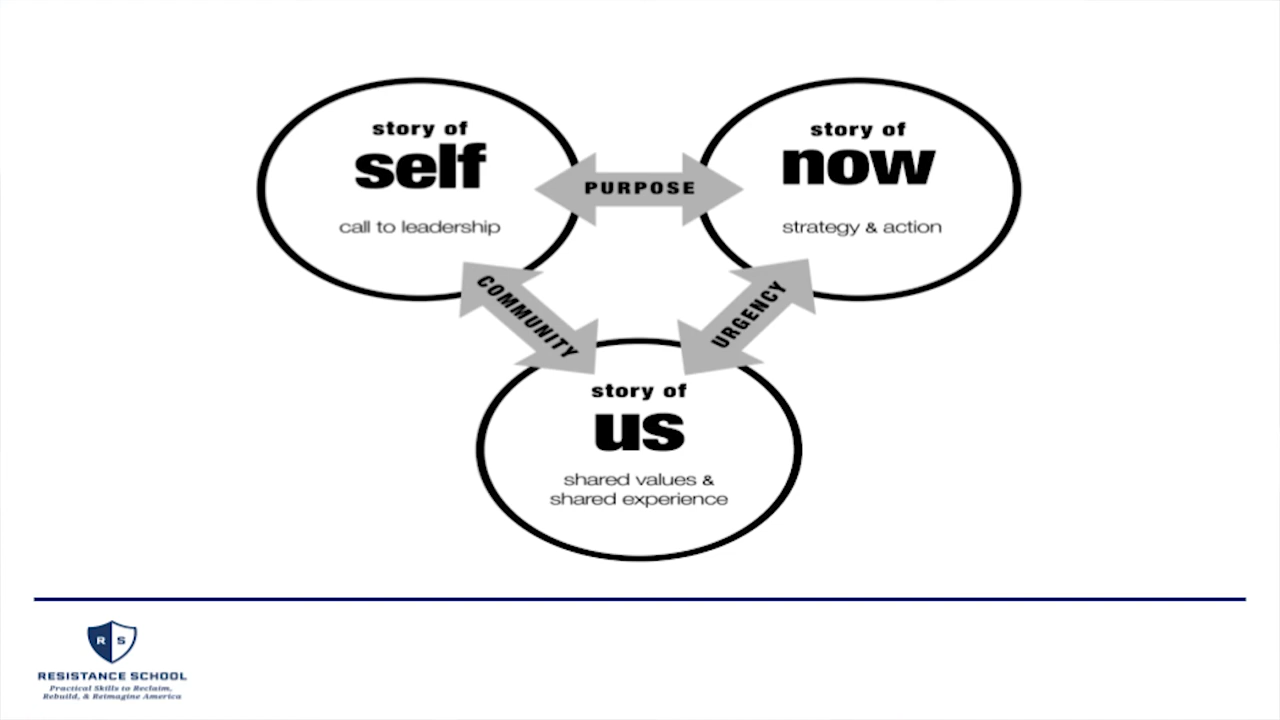 story of
self
call to leadership
PURPOSE
story of
now
strategy & action
COMMUNITY
URGENCY
story of
us
shared values &
shared experience
R S
RESISTANCE SCHOOL
Practical Skills to Reclaim,
Rebuild, & Reimagine America